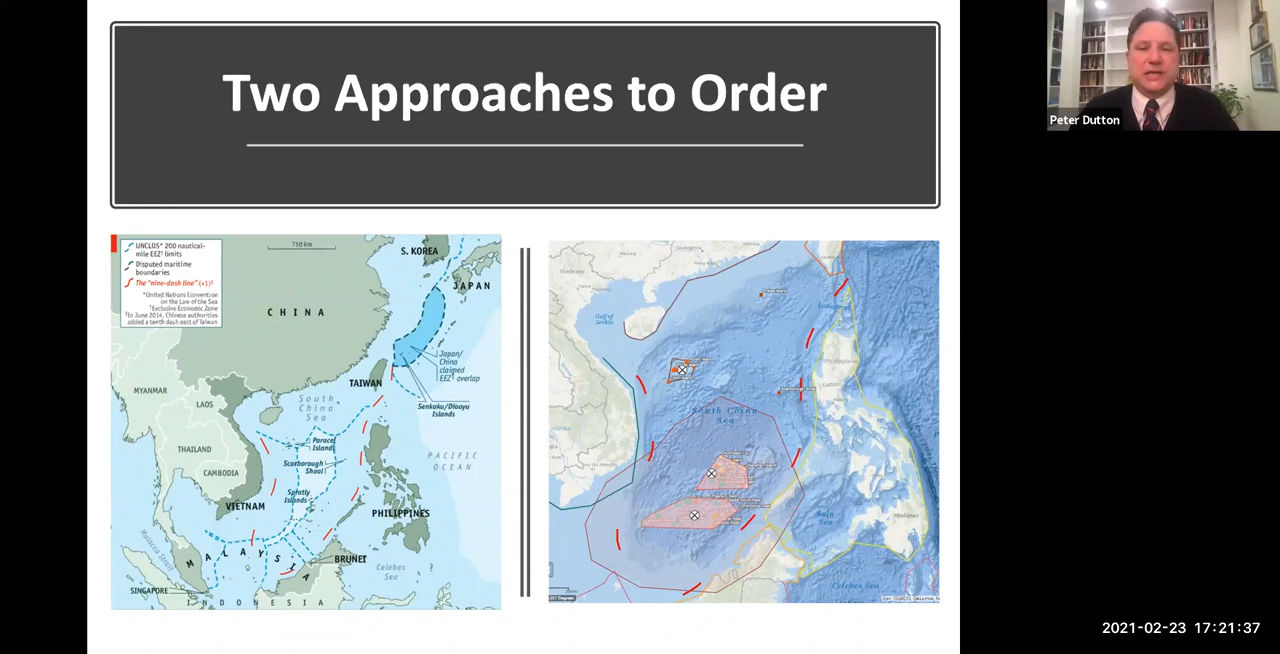 Two Approaches to Order
Peter Dutton
UNCLOS* 200 nautical-
mile EEZ† limits
Disputed maritime
boundaries
The "nine-dash line" (+1)‡
*United Nations Convention
on the Law of the Sea
†Exclusive Economic Zone
‡In June 2014, Chinese authorities
added a tenth dash east of Taiwan
750 km
S. KOREA
JAPAN
CHINA
Japan/
China
claimed
EEZ† overlap
TAIWAN
Senkaku/Diaoyu
Islands
MYANMAR
LAOS
South
China
Sea
THAILAND
Paracel
Islands
Scarborough
Shoal
PACIFIC
OCEAN
CAMBODIA
Spratly
Islands
VIETNAM
PHILIPPINES
Malacca Strait
MALAYSIA
BRUNEI
Celebes
Sea
SINGAPORE
INDONESIA
Gulf of
Tonkin
Philippines
Luzon
South China
Sea
Sulu
Sea
Mindanao
Celebes Sea
2021-02-23 17:21:37